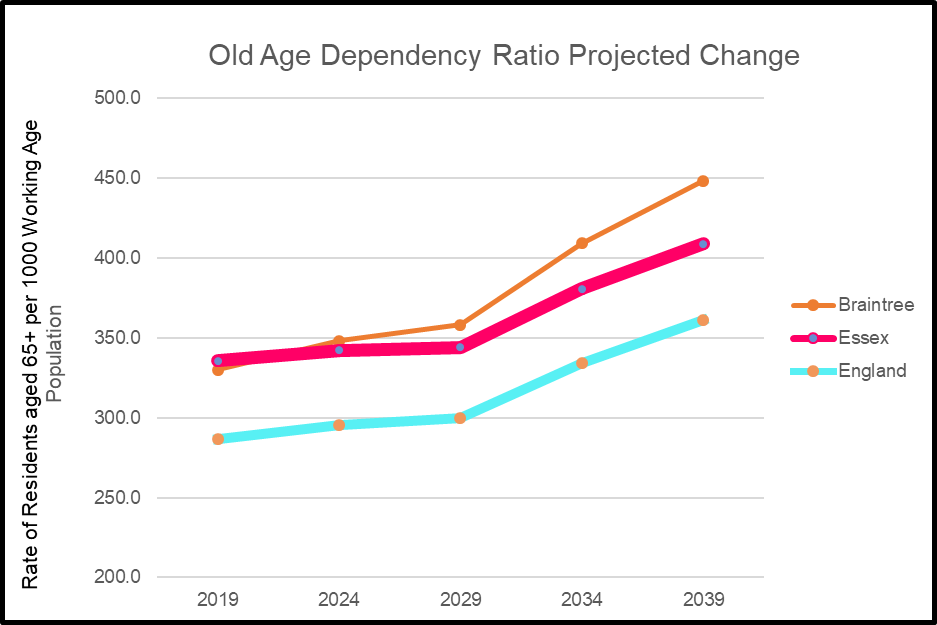 Old Age Dependency Ratio Projected Change
Rate of Residents aged 65+ per 1000 Working Age
Population
500.0
450.0
400.0
350.0
300.0
250.0
200.0
2019 2024 2029 2034 2039
Braintree
Essex
England